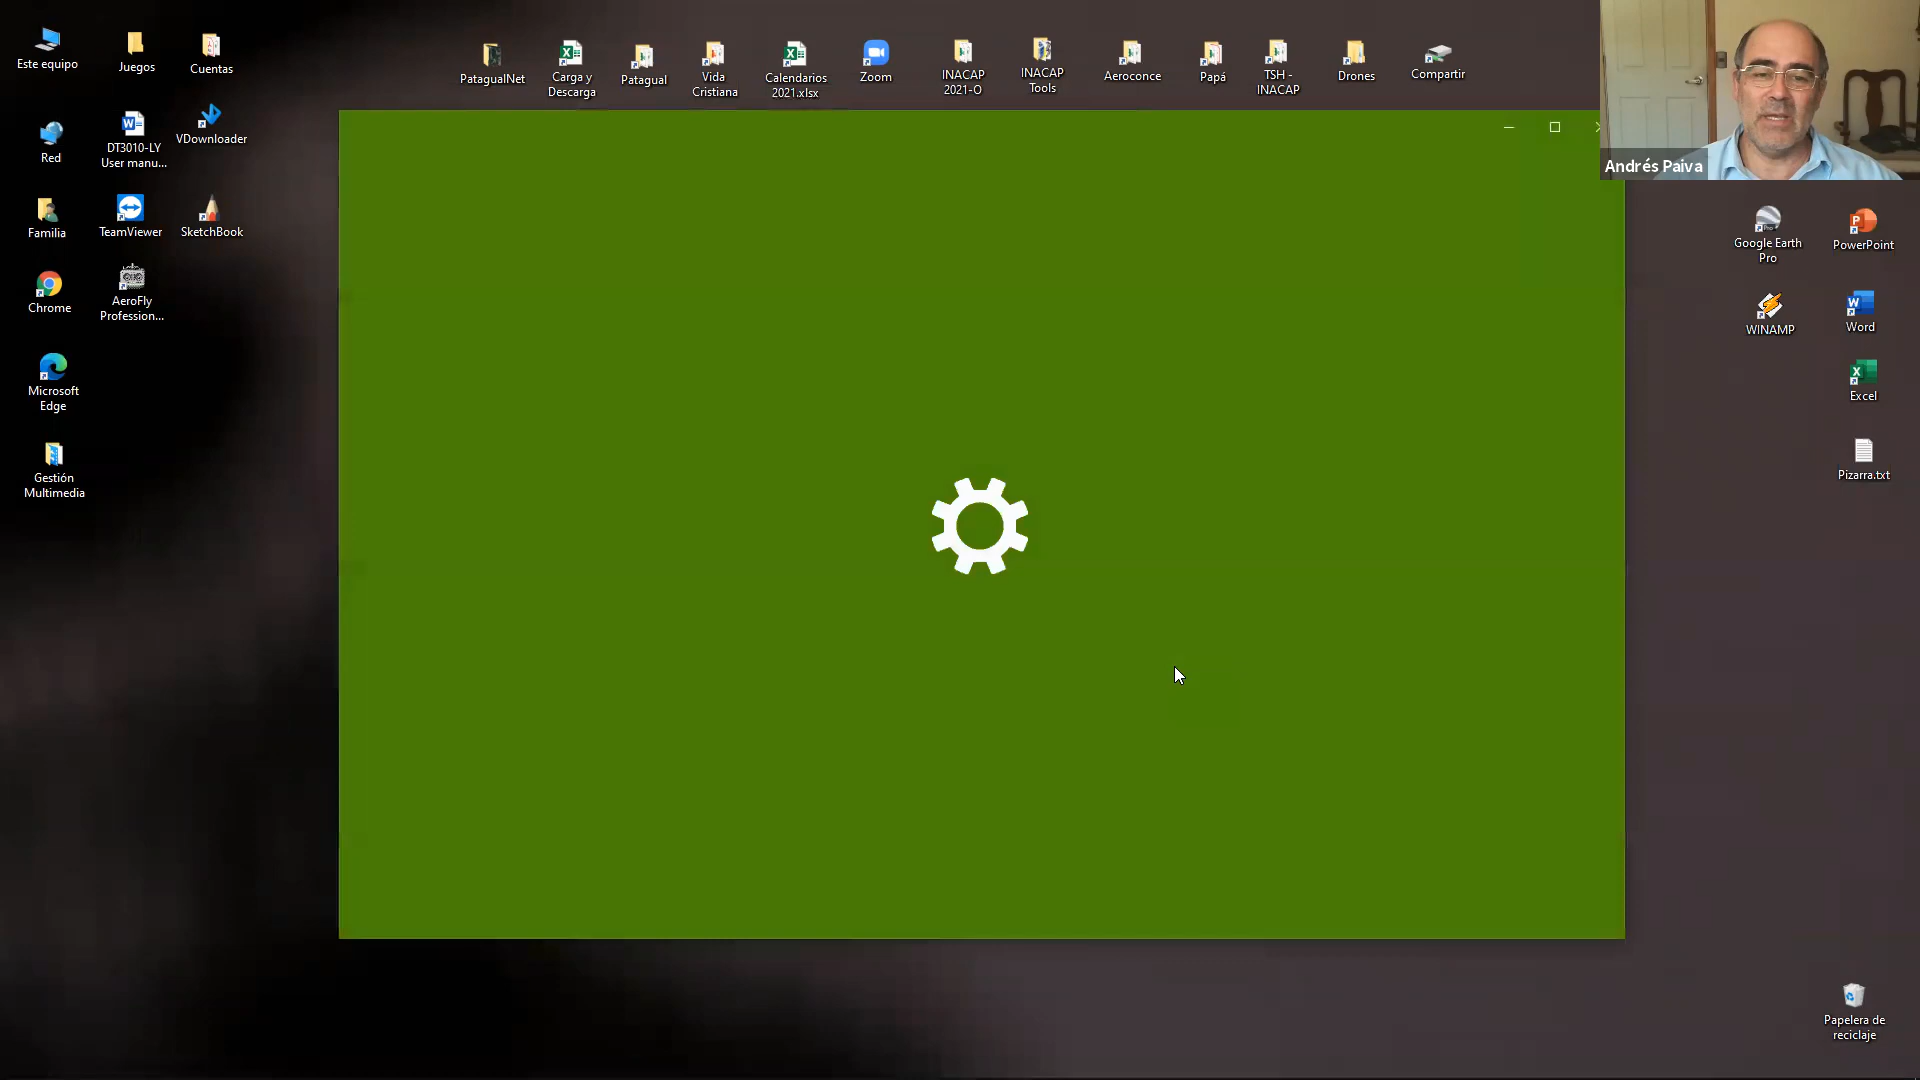 Este equipo
Juegos
Cuentas
PatagualNet
Carga y
Descarga
Patagual
Vida
Cristiana
Calendarios
2021.xlsx
Zoom
INACAP
2021-O
INACAP
Tools
Aeroconce
Papá
TSH -
INACAP
Drones
Compartir
Andrés Paiva
Red
DT3010-LY
User manu...
VDownloader
Familia
TeamViewer
SketchBook
Chrome
AeroFly
Profession...
Microsoft
Edge
Gestión
Multimedia
Google Earth
Pro
PowerPoint
WINAMP
Word
Excel
Pizarra.txt
Papelera de
reciclaje